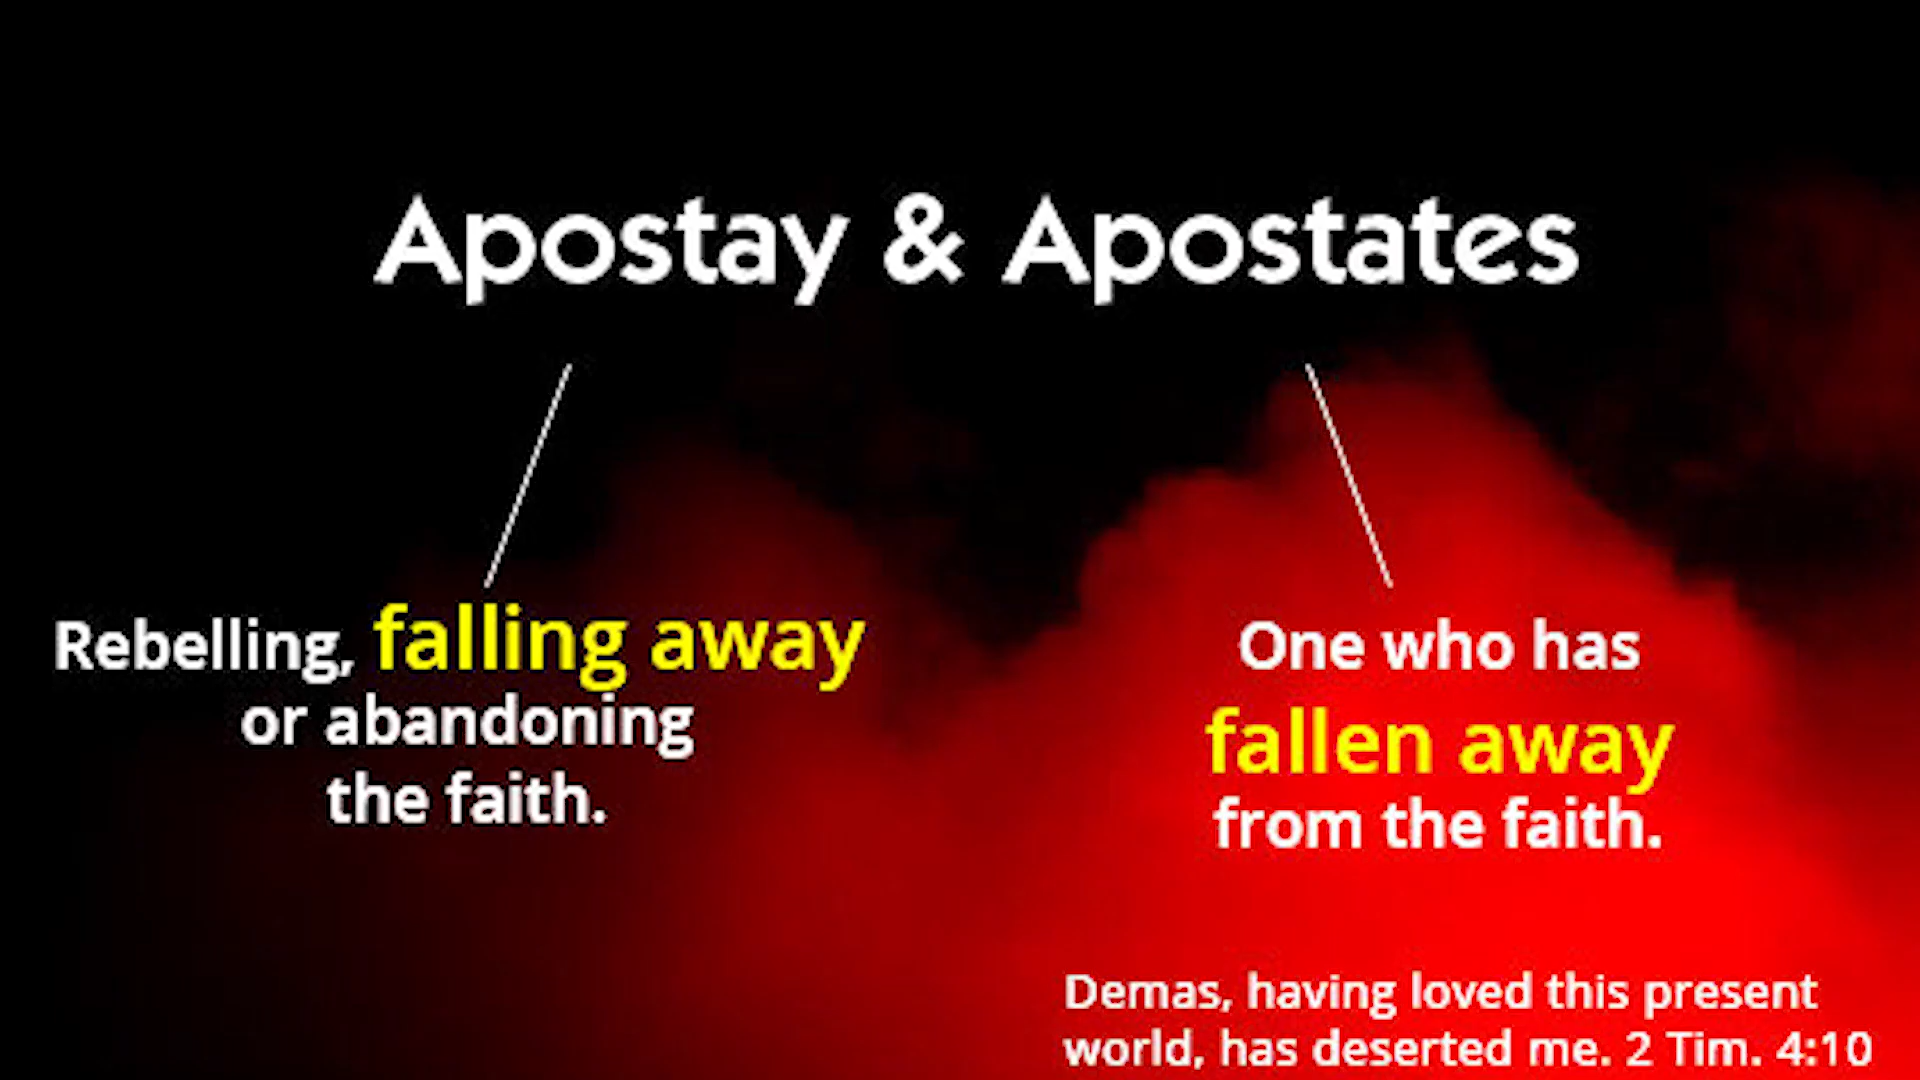 Apostay & Apostates
Rebelling, falling away
or abandoning
the faith.
One who has
fallen away
from the faith.
Demas, having loved this present
world, has deserted me. 2 Tim. 4:10